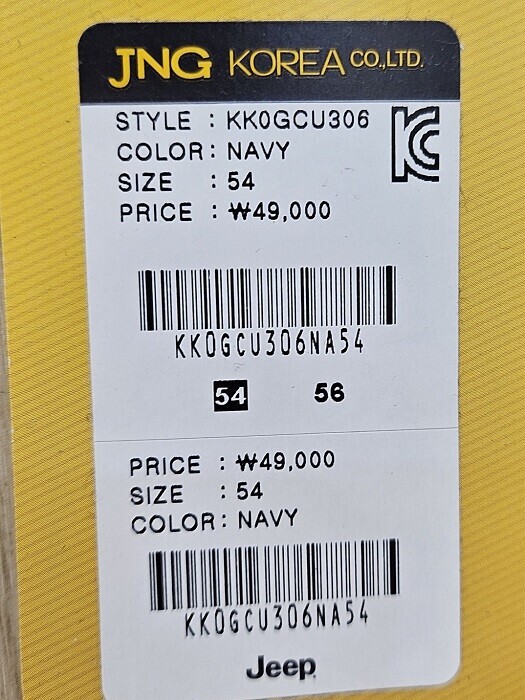 JNG KOREA CO.,LTD.
STYLE : KK0GCU306
COLOR : NAVY
SIZE : 54
PRICE : ₩49,000
KC
KK0GCU306NA54
54 56
PRICE : ₩49,000
SIZE : 54
COLOR : NAVY
KK0GCU306NA54
Jeep